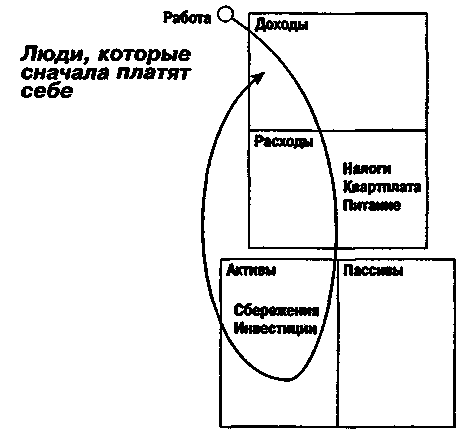 Работа
Доходы
Люди, которые
сначала платят
себе
Расходы
Налоги
Квартплата
Питание
Активы
Пассивы
Сбережения
Инвестиции